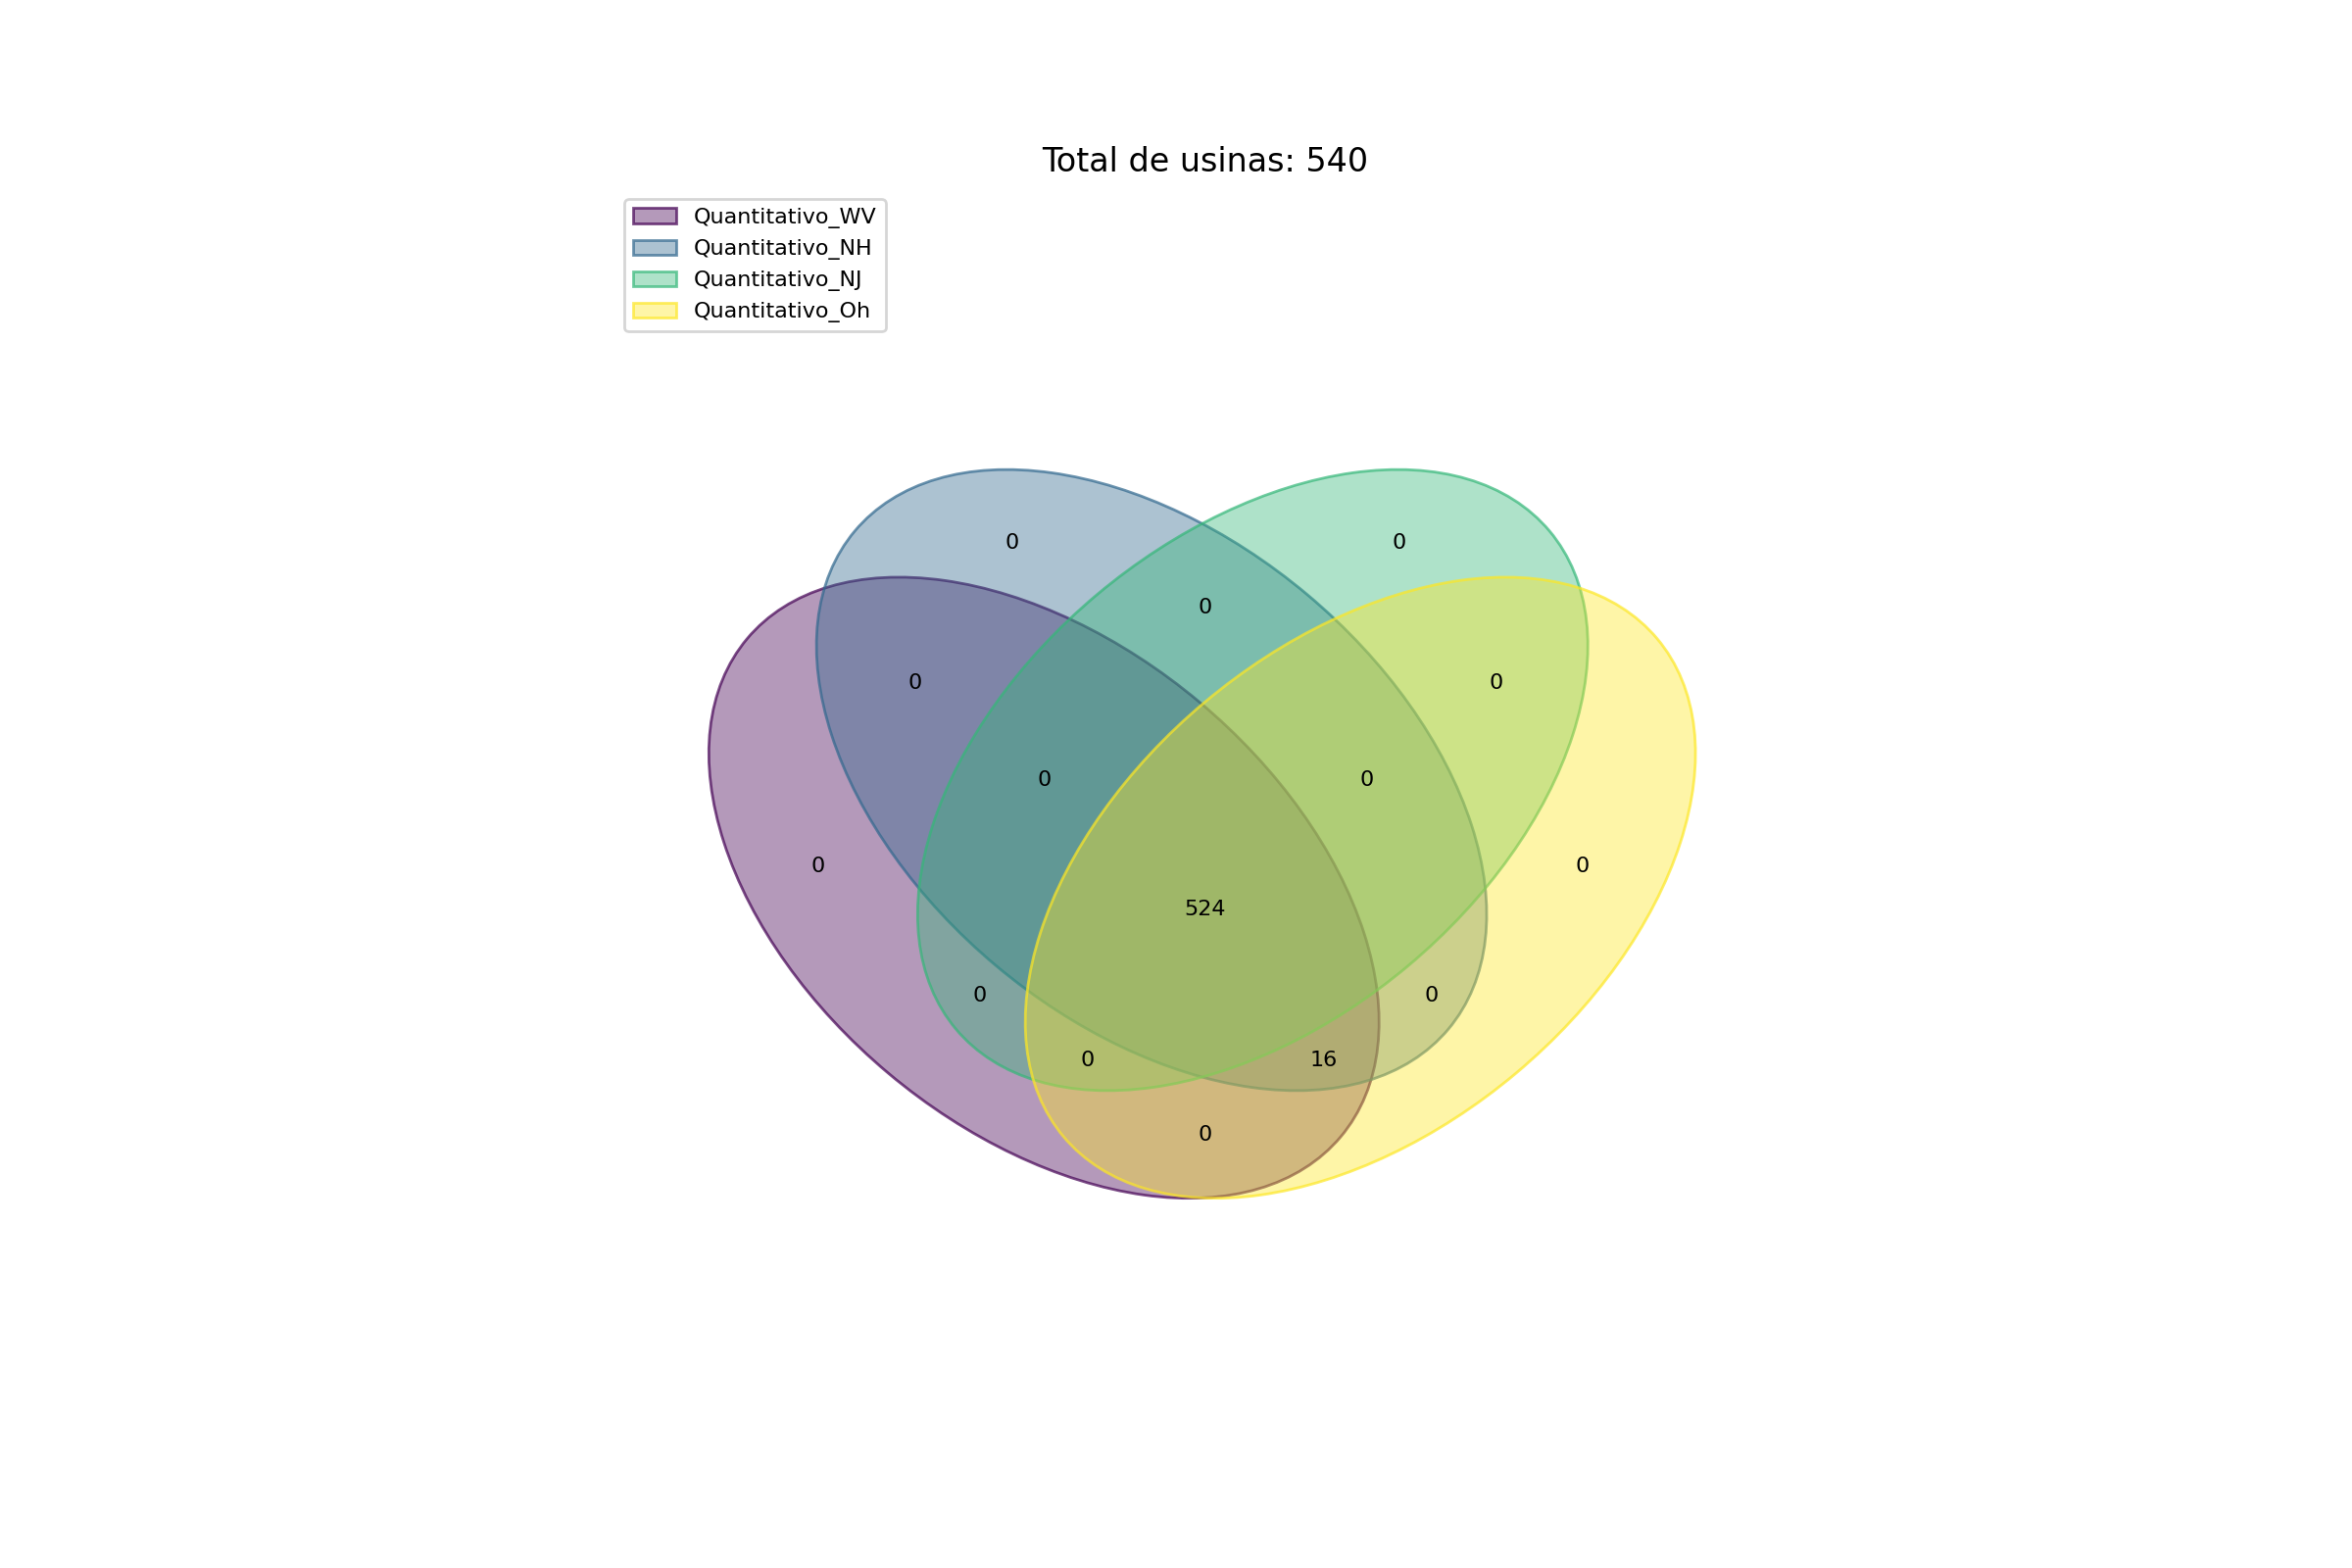 Total de usinas: 540
Quantitativo_WV
Quantitativo_NH
Quantitativo_NJ
Quantitativo_Oh
0 0
0
0 0
0 0
0 0
524
0 0
0 16
0